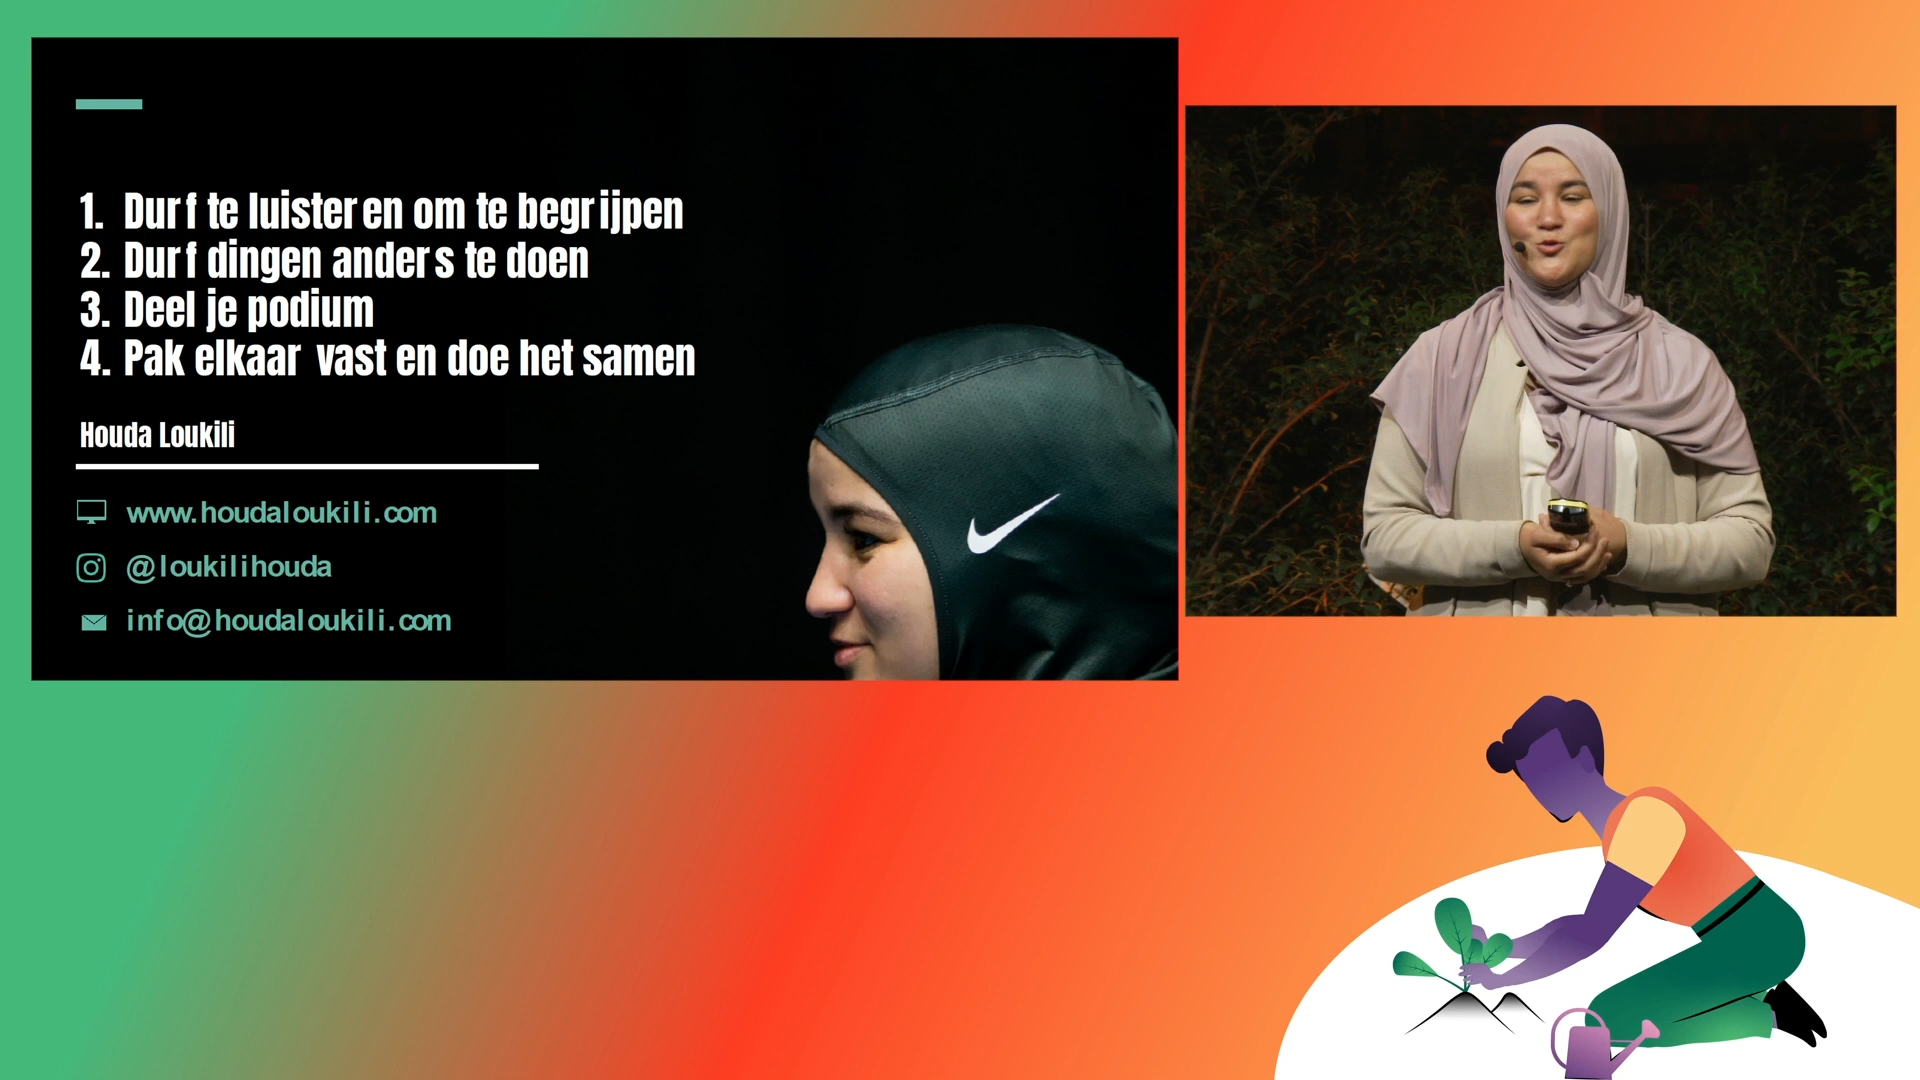 1. Durf te luisteren om te begrijpen
2. Durf dingen anders te doen
3. Deel je podium
4. Pak elkaar vast en doe het samen
Houda Loukili
www.houdaloukili.com
@loukilihouda
info@houdaloukili.com